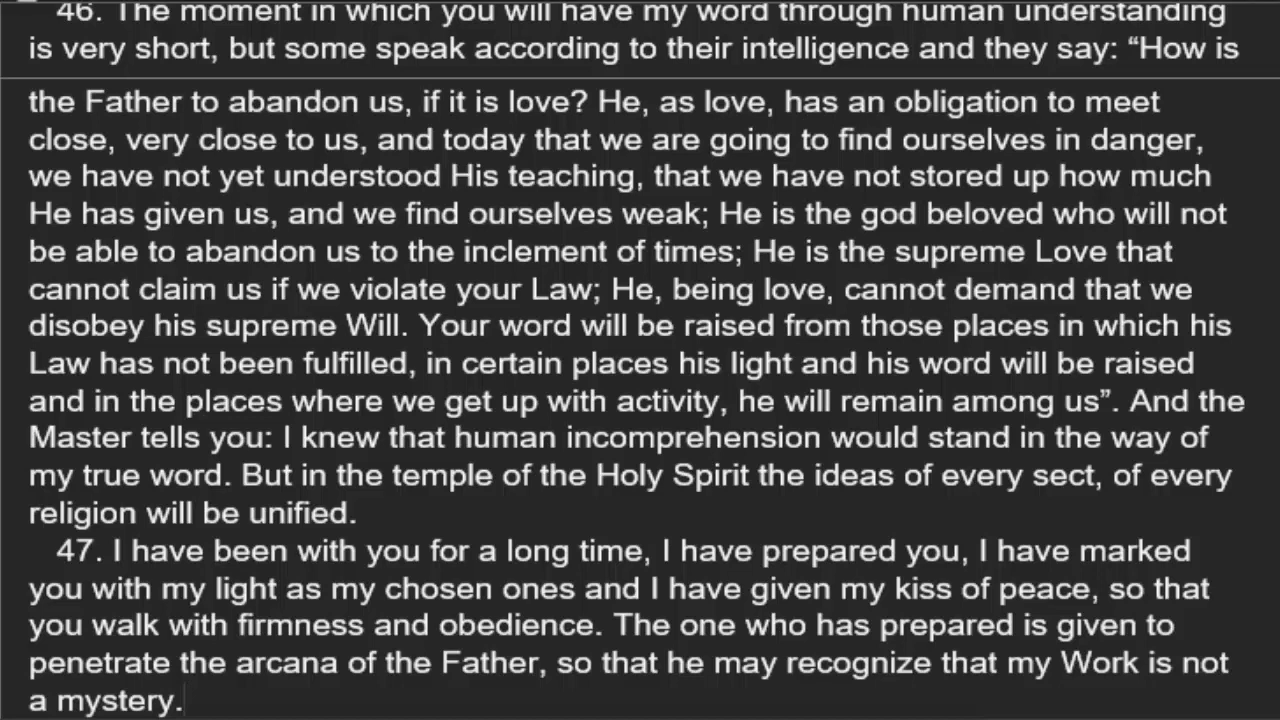 46. The moment in which you will have my word through human understanding
is very short, but some speak according to their intelligence and they say: “How is
the Father to abandon us, if it is love? He, as love, has an obligation to meet
close, very close to us, and today that we are going to find ourselves in danger,
we have not yet understood His teaching, that we have not stored up how much
He has given us, and we find ourselves weak; He is the god beloved who will not
be able to abandon us to the inclement of times; He is the supreme Love that
cannot claim us if we violate your Law; He, being love, cannot demand that we
disobey his supreme Will. Your word will be raised from those places in which his
Law has not been fulfilled, in certain places his light and his word will be raised
and in the places where we get up with activity, he will remain among us”. And the
Master tells you: I knew that human incomprehension would stand in the way of
my true word. But in the temple of the Holy Spirit the ideas of every sect, of every
religion will be unified.
47. I have been with you for a long time, I have prepared you, I have marked
you with my light as my chosen ones and I have given my kiss of peace, so that
you walk with firmness and obedience. The one who has prepared is given to
penetrate the arcana of the Father, so that he may recognize that my Work is not
a mystery.